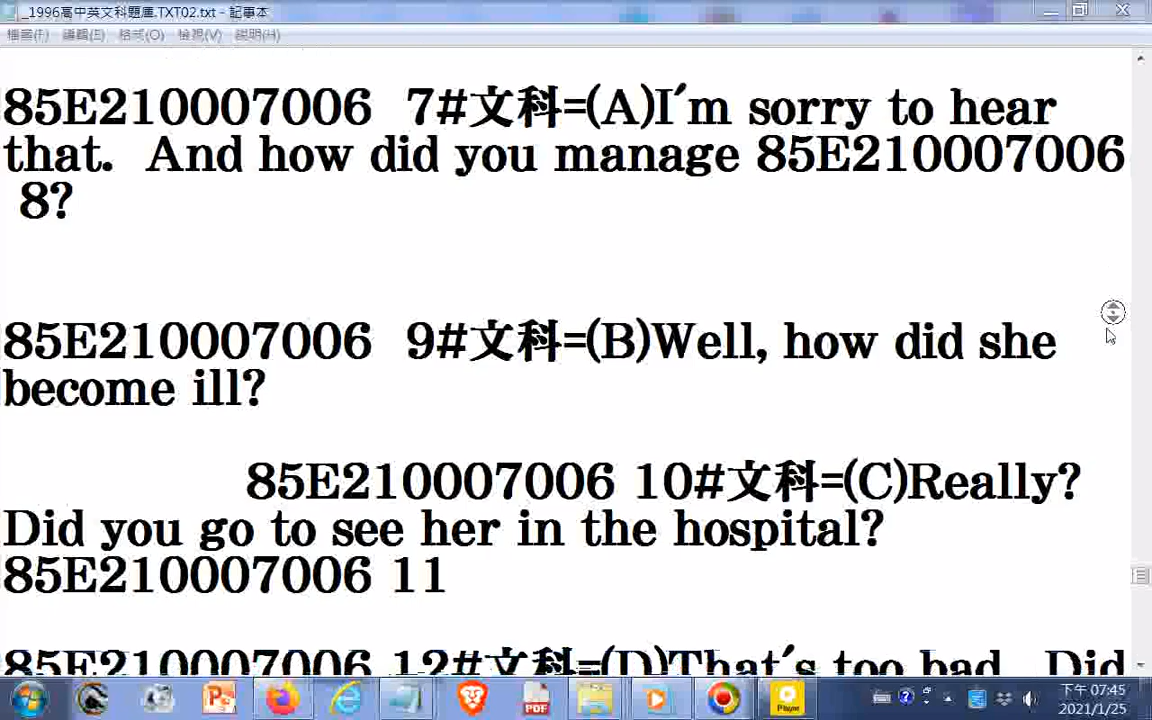 _1996高中英文科題庫.TXT02.txt - 記事本
檔案(F) 編輯(E) 格式(O) 檢視(V) 說明(H)
85E210007006  7#文科=(A)I'm sorry to hear
that.  And how did you manage 85E210007006
8?
85E210007006  9#文科=(B)Well, how did she
become ill?
85E210007006 10#文科=(C)Really?
Did you go to see her in the hospital?
85E210007006 11
85E210007006 12#文科=(D)That's too bad.  Did
PDF
Player
下午 07:45
2021/1/25